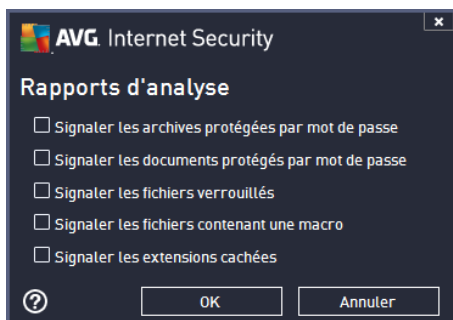 AVG. Internet Security
Rapports d'analyse
Signaler les archives protégées par mot de passe
Signaler les documents protégés par mot de passe
Signaler les fichiers verrouillés
Signaler les fichiers contenant une macro
Signaler les extensions cachées
? OK Annuler